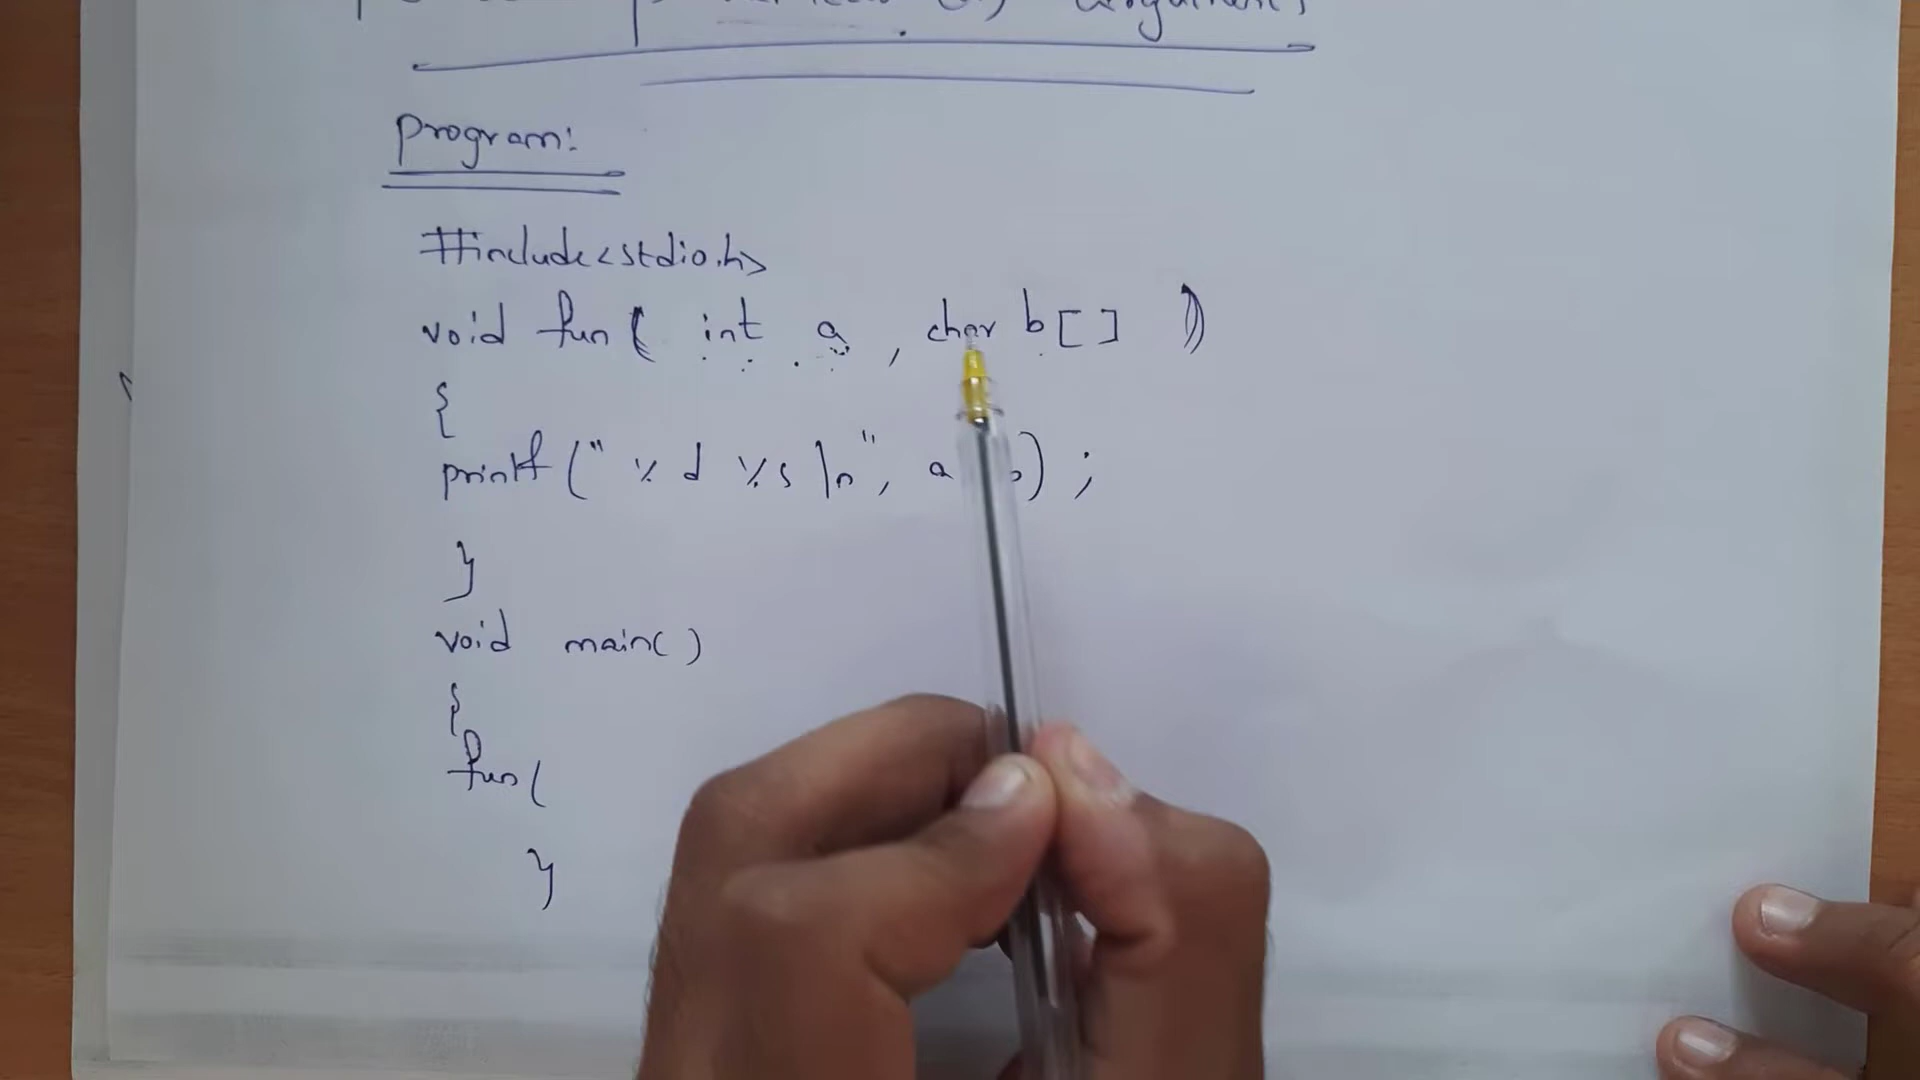 program:
#include<stdio.h>
void fun( int a , char b[] )
{
printf(" %d %s \n", a b) ;
}
void main()
{
fun(
}